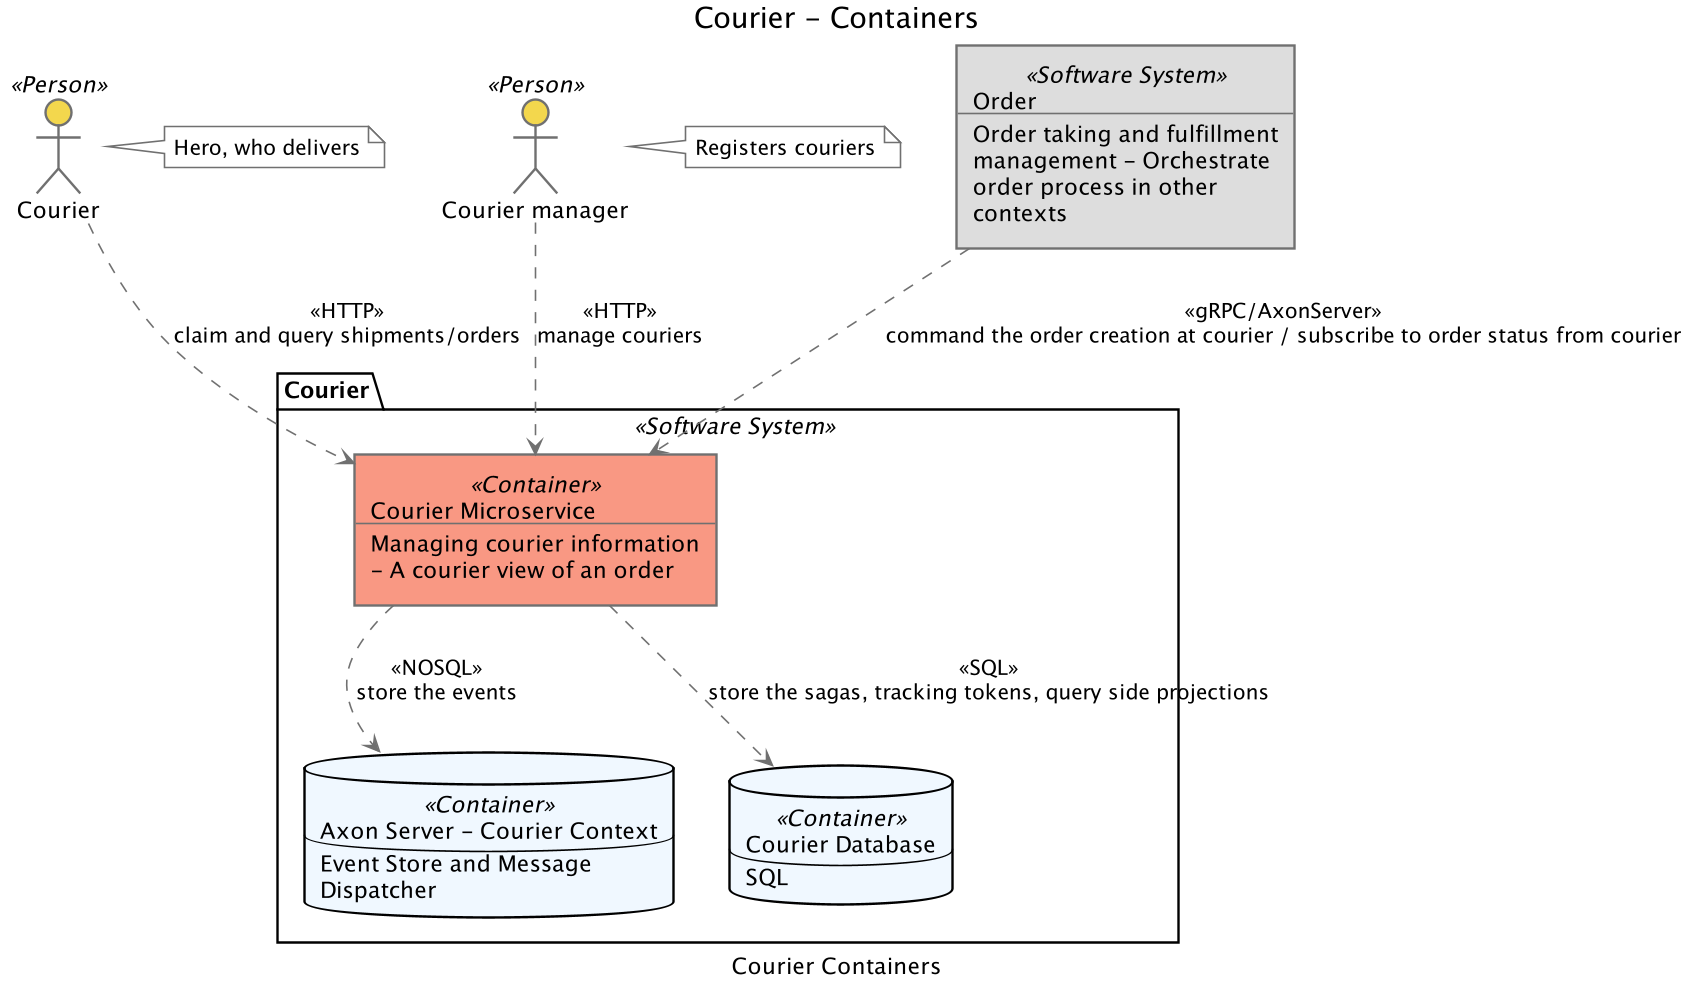 Courier – Containers
«Person»
Hero, who delivers
Courier
«Person»
Registers couriers
Courier manager
«Software System»
Order
Order taking and fulfillment
management – Orchestrate
order process in other
contexts
«HTTP»
claim and query shipments/orders
«HTTP»
manage couriers
«gRPC/AxonServer»
command the order creation at courier / subscribe to order status from courier
Courier
«Software System»
«Container»
Courier Microservice
Managing courier information
– A courier view of an order
«NOSQL»
store the events
«SQL»
store the sagas, tracking tokens, query side projections
«Container»
Axon Server – Courier Context
Event Store and Message
Dispatcher
«Container»
Courier Database
SQL
Courier Containers